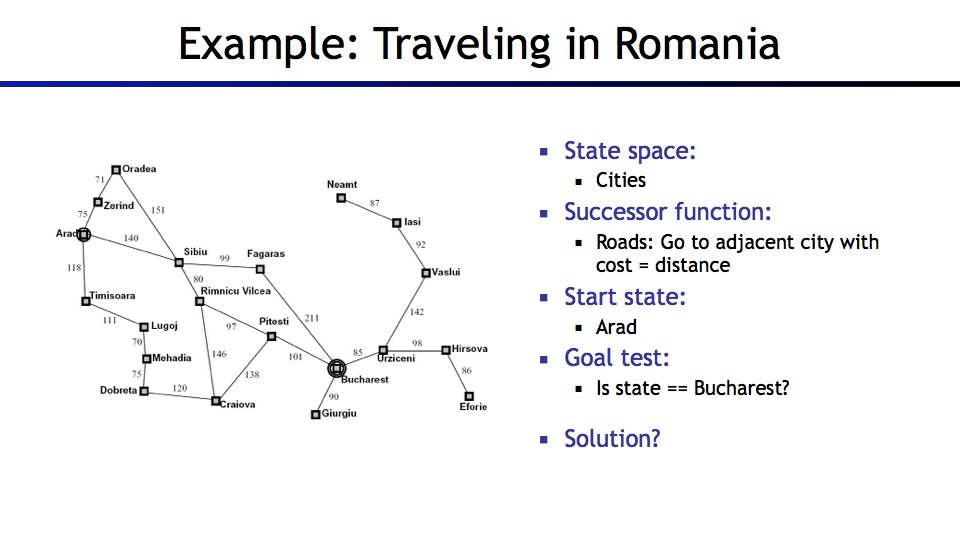 Example: Traveling in Romania
Oradea
71
Zerind
75
151
Arad
140
118
Sibiu
99
Fagaras
80
Rimnicu Vilcea
Timisoara
111
Lugoj
70
Mehadia
75
Dobreta
120
Craiova
146
97
Pitesti
138
101
211
Bucharest
90
Giurgiu
85
Urziceni
98
Hirsova
86
Eforie
142
Vaslui
92
Iasi
87
Neamt
▪ State space:
▪ Cities
▪ Successor function:
▪ Roads: Go to adjacent city with
cost = distance
▪ Start state:
▪ Arad
▪ Goal test:
▪ Is state == Bucharest?
▪ Solution?